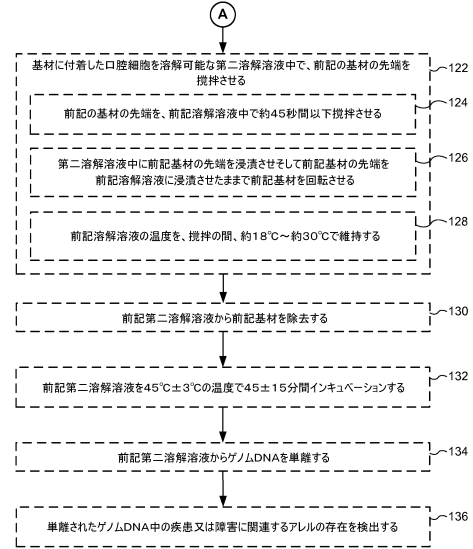 A
基材に付着した口腔細胞を溶解可能な第二溶解溶液中で、前記の基材の先端を
撹拌させる
122
前記の基材の先端を、前記溶解溶液中で約45秒間以下撹拌させる
124
第二溶解溶液中に前記基材の先端を浸漬させそして前記基材の先端を
前記溶解溶液に浸漬させたままで前記基材を回転させる
126
前記溶解溶液の温度を、撹拌の間、約18℃～約30℃で維持する
128
前記第二溶解溶液から前記基材を除去する
130
前記第二溶解溶液を45℃±3℃の温度で45±15分間インキュベーションする
132
前記第二溶解溶液からゲノムDNAを単離する
134
単離されたゲノムDNA中の疾患又は障害に関連するアレルの存在を検出する
136